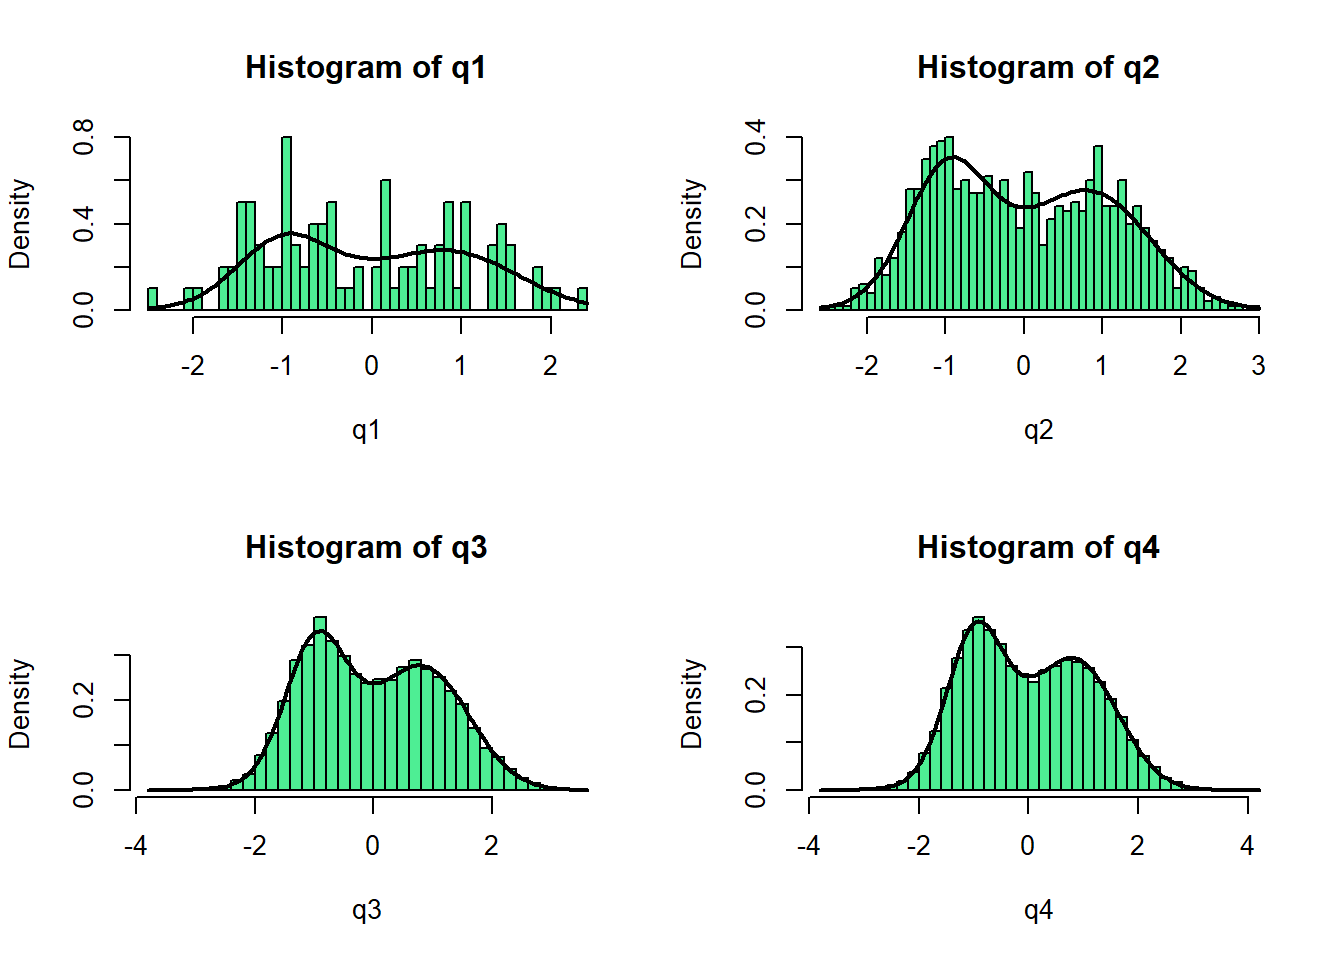 Histogram of q1
Density
0.0 0.4 0.8
-2 -1 0 1 2
q1
Histogram of q2
Density
0.0 0.2 0.4
-2 -1 0 1 2 3
q2
Histogram of q3
Density
0.0 0.2
-4 -2 0 2
q3
Histogram of q4
Density
0.0 0.2
-4 -2 0 2 4
q4